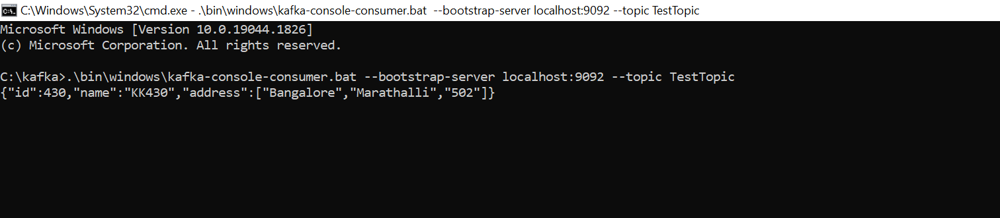 C:\Windows\System32\cmd.exe - .\bin\windows\kafka-console-consumer.bat  --bootstrap-server localhost:9092 --topic TestTopic
Microsoft Windows [Version 10.0.19044.1826]
(c) Microsoft Corporation. All rights reserved.
C:\kafka>.\bin\windows\kafka-console-consumer.bat --bootstrap-server localhost:9092 --topic TestTopic
{"id":430,"name":"KK430","address":["Bangalore","Marathalli","502"]}